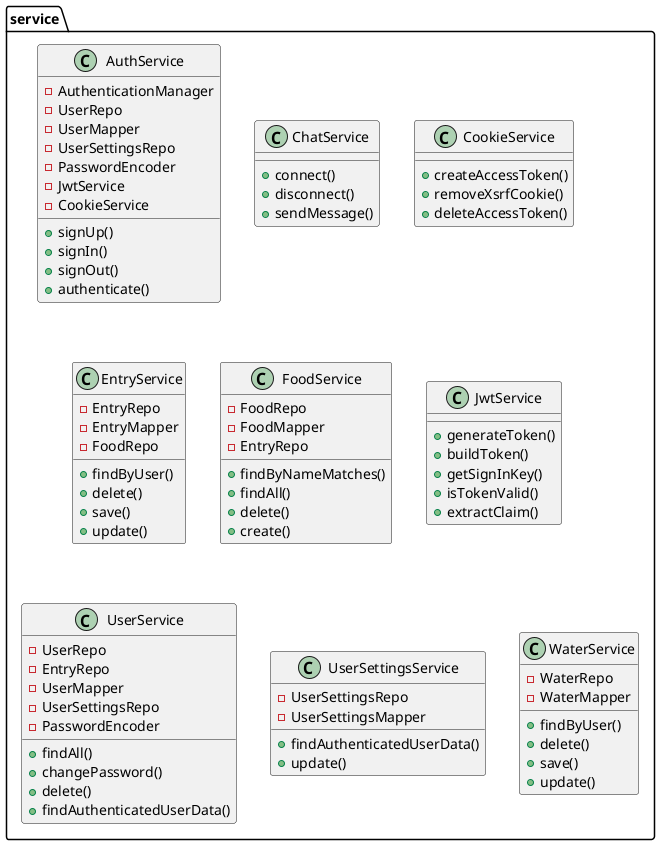 service
C AuthService
AuthenticationManager
UserRepo
UserMapper
UserSettingsRepo
PasswordEncoder
JwtService
CookieService
signUp()
signIn()
signOut()
authenticate()
C ChatService
connect()
disconnect()
sendMessage()
C CookieService
createAccessToken()
removeXsrfCookie()
deleteAccessToken()
C EntryService
EntryRepo
EntryMapper
FoodRepo
findByUser()
delete()
save()
update()
C FoodService
FoodRepo
FoodMapper
EntryRepo
findByNameMatches()
findAll()
delete()
create()
C JwtService
generateToken()
buildToken()
getSignInKey()
isTokenValid()
extractClaim()
C UserService
UserRepo
EntryRepo
UserMapper
UserSettingsRepo
PasswordEncoder
findAll()
changePassword()
delete()
findAuthenticatedUserData()
C UserSettingsService
UserSettingsRepo
UserSettingsMapper
findAuthenticatedUserData()
update()
C WaterService
WaterRepo
WaterMapper
findByUser()
delete()
save()
update()